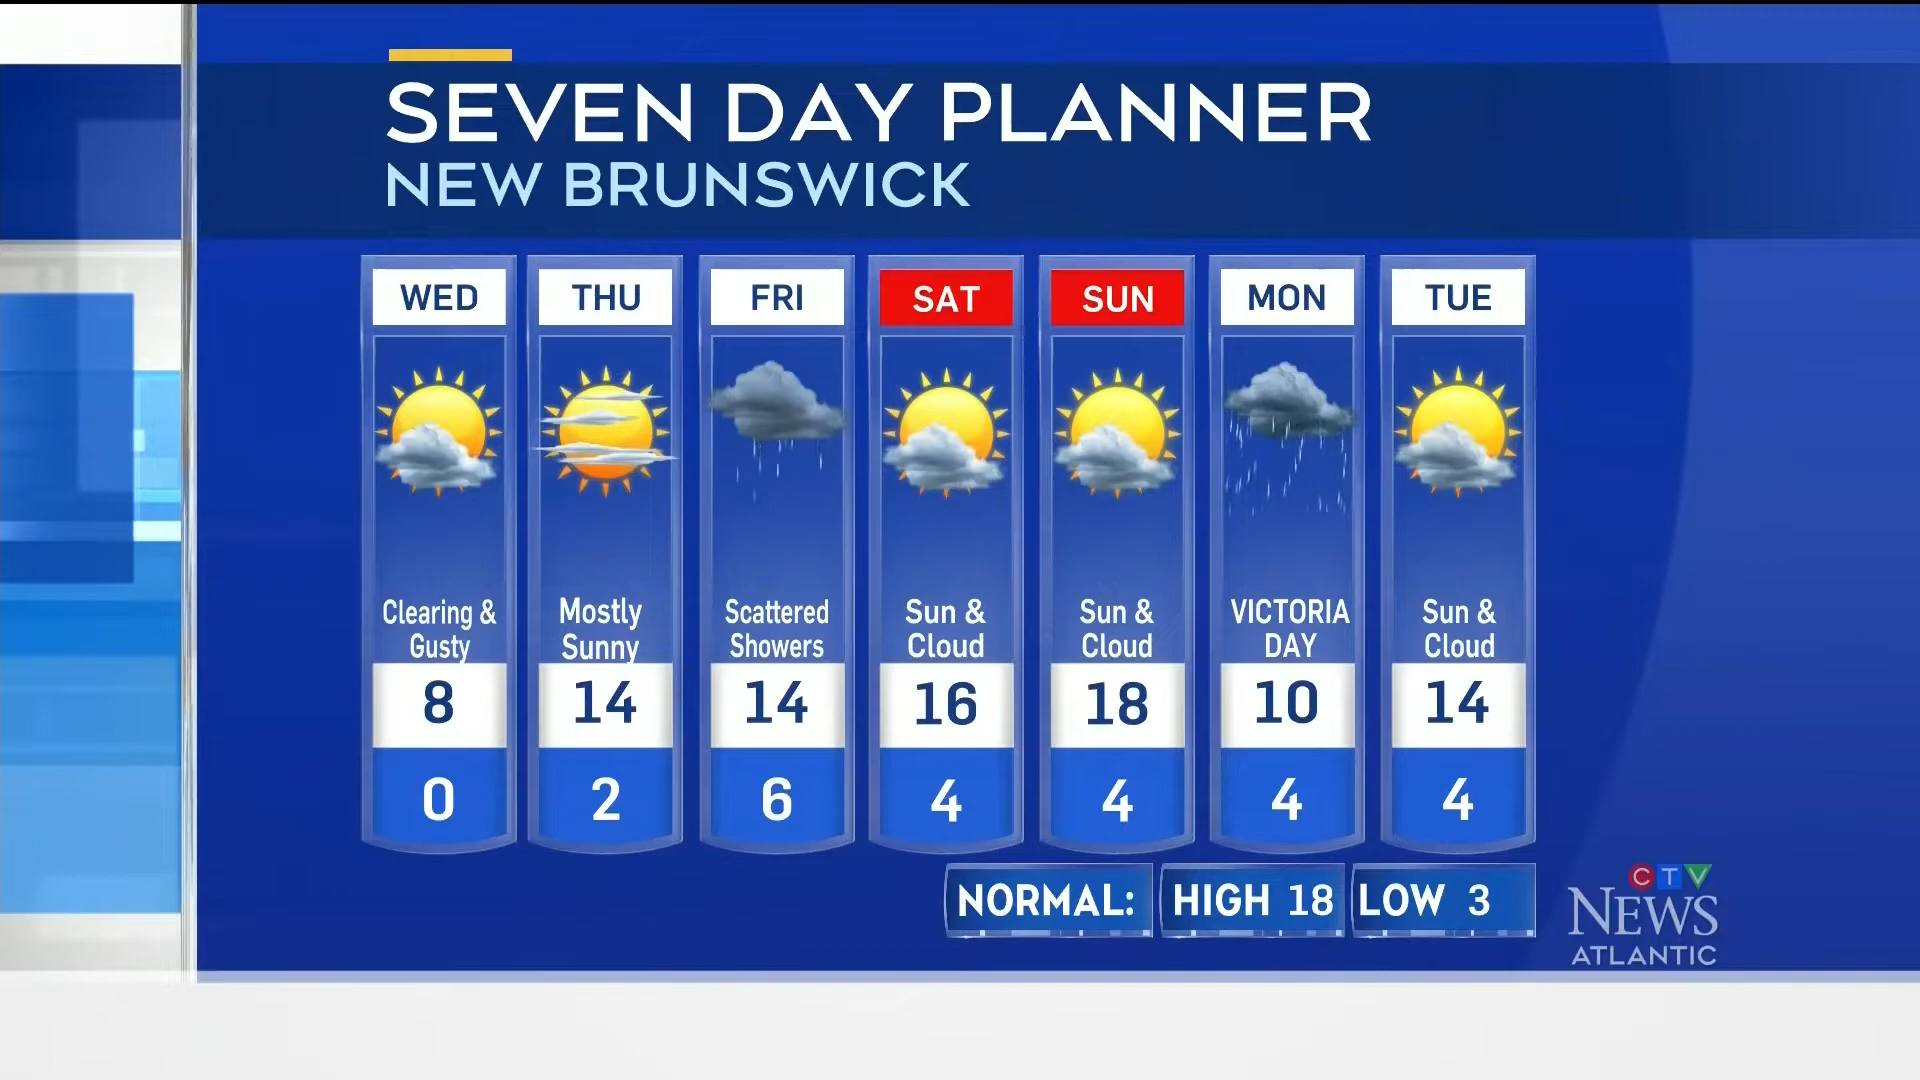 SEVEN DAY PLANNER
NEW BRUNSWICK
WED
THU
FRI
SAT
SUN
MON
TUE
Clearing &
Gusty
Mostly
Sunny
Scattered
Showers
Sun &
Cloud
Sun &
Cloud
VICTORIA
DAY
Sun &
Cloud
8
14
14
16
18
10
14
0
2
6
4
4
4
4
NORMAL: HIGH 18 LOW 3
CTV
NEWS
ATLANTIC